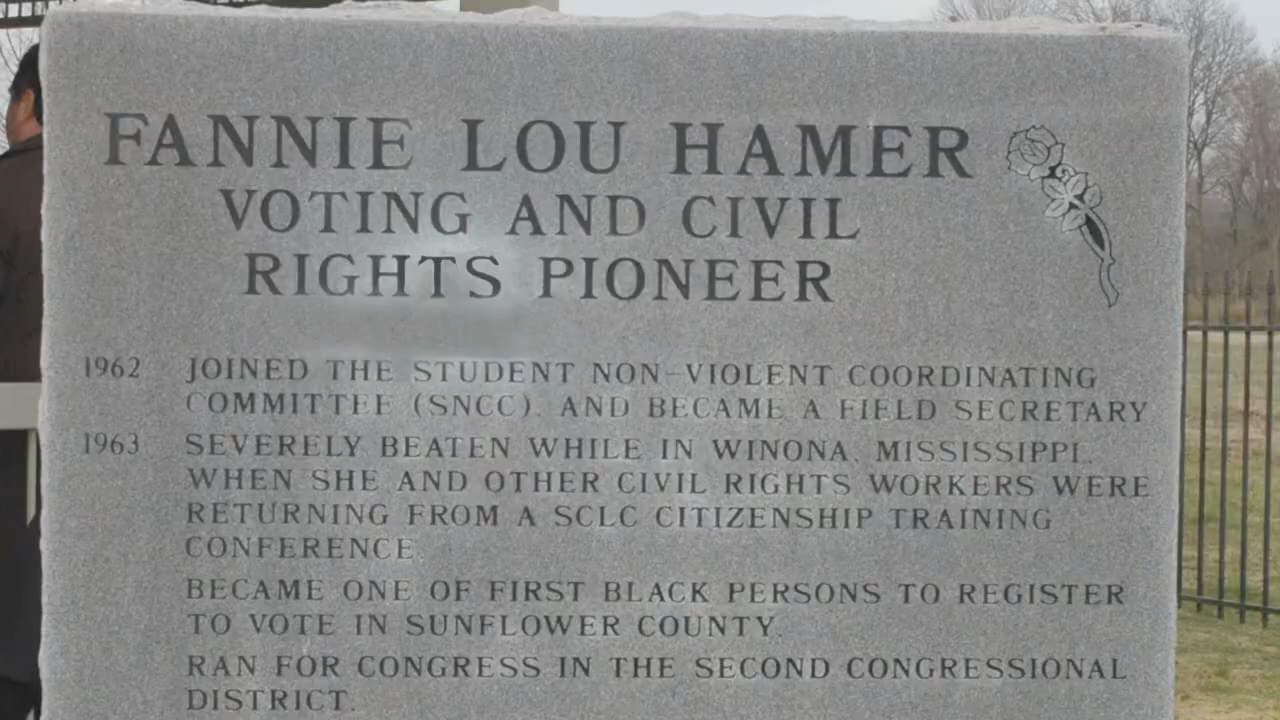 FANNIE LOU HAMER
VOTING AND CIVIL
RIGHTS PIONEER
1962 JOINED THE STUDENT NON-VIOLENT COORDINATING
COMMITTEE (SNCC), AND BECAME A FIELD SECRETARY
1963 SEVERELY BEATEN WHILE IN WINONA, MISSISSIPPI,
WHEN SHE AND OTHER CIVIL RIGHTS WORKERS WERE
RETURNING FROM A SCLC CITIZENSHIP TRAINING
CONFERENCE.
BECAME ONE OF FIRST BLACK PERSONS TO REGISTER
TO VOTE IN SUNFLOWER COUNTY.
RAN FOR CONGRESS IN THE SECOND CONGRESSIONAL
DISTRICT.